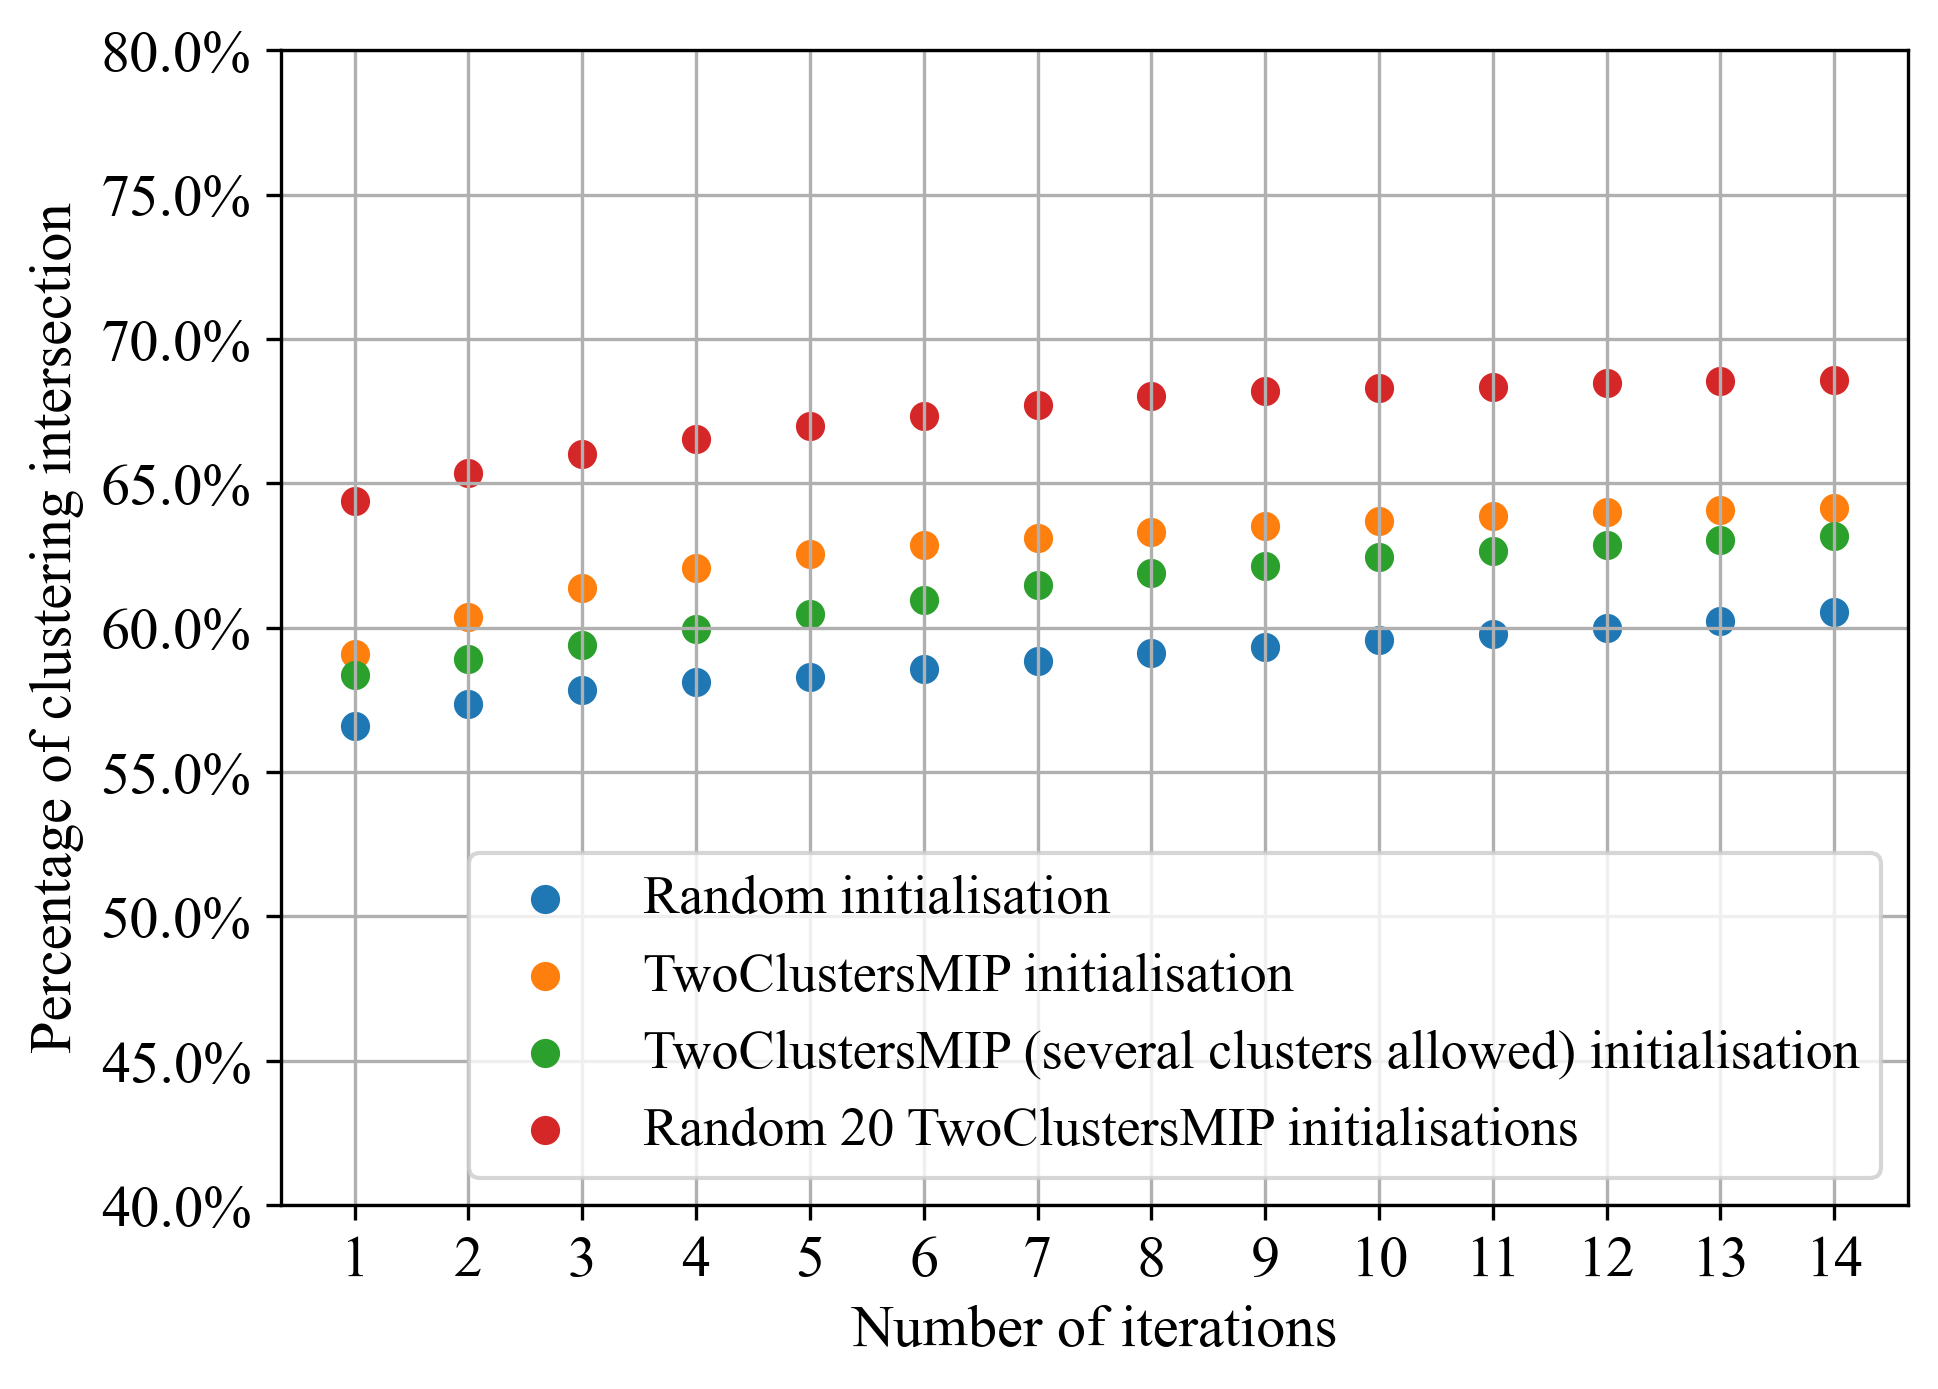 80.0%
75.0%
70.0%
65.0%
60.0%
55.0%
50.0%
45.0%
40.0%
Percentage of clustering intersection
Random initialisation
TwoClustersMIP initialisation
TwoClustersMIP (several clusters allowed) initialisation
Random 20 TwoClustersMIP initialisations
1 2 3 4 5 6 7 8 9 10 11 12 13 14
Number of iterations